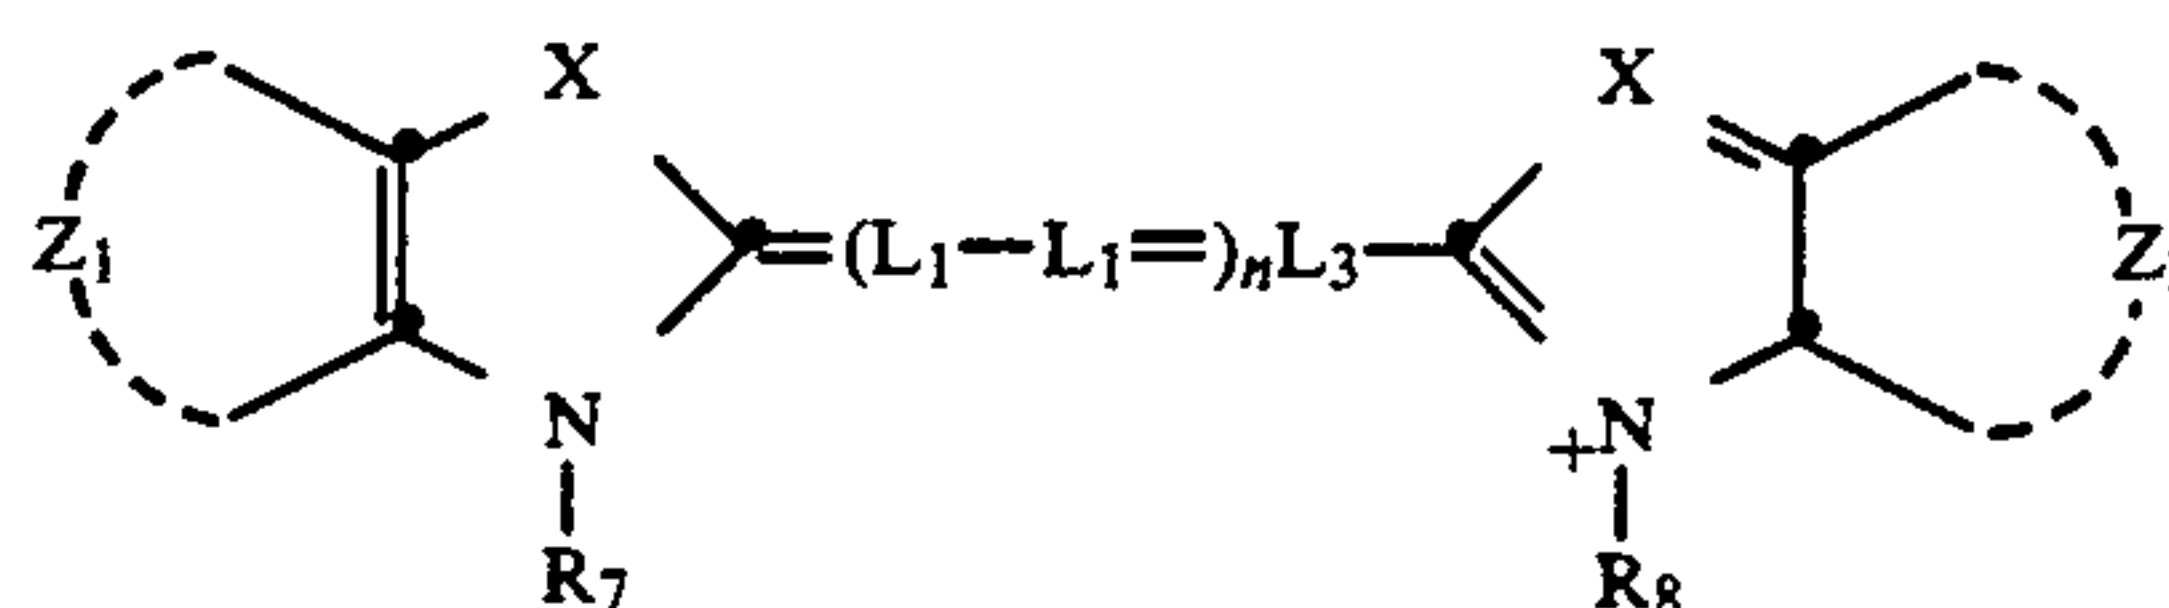 X X
Z1 =(L1—L1=)nL3— Z
N +N
R7 R8